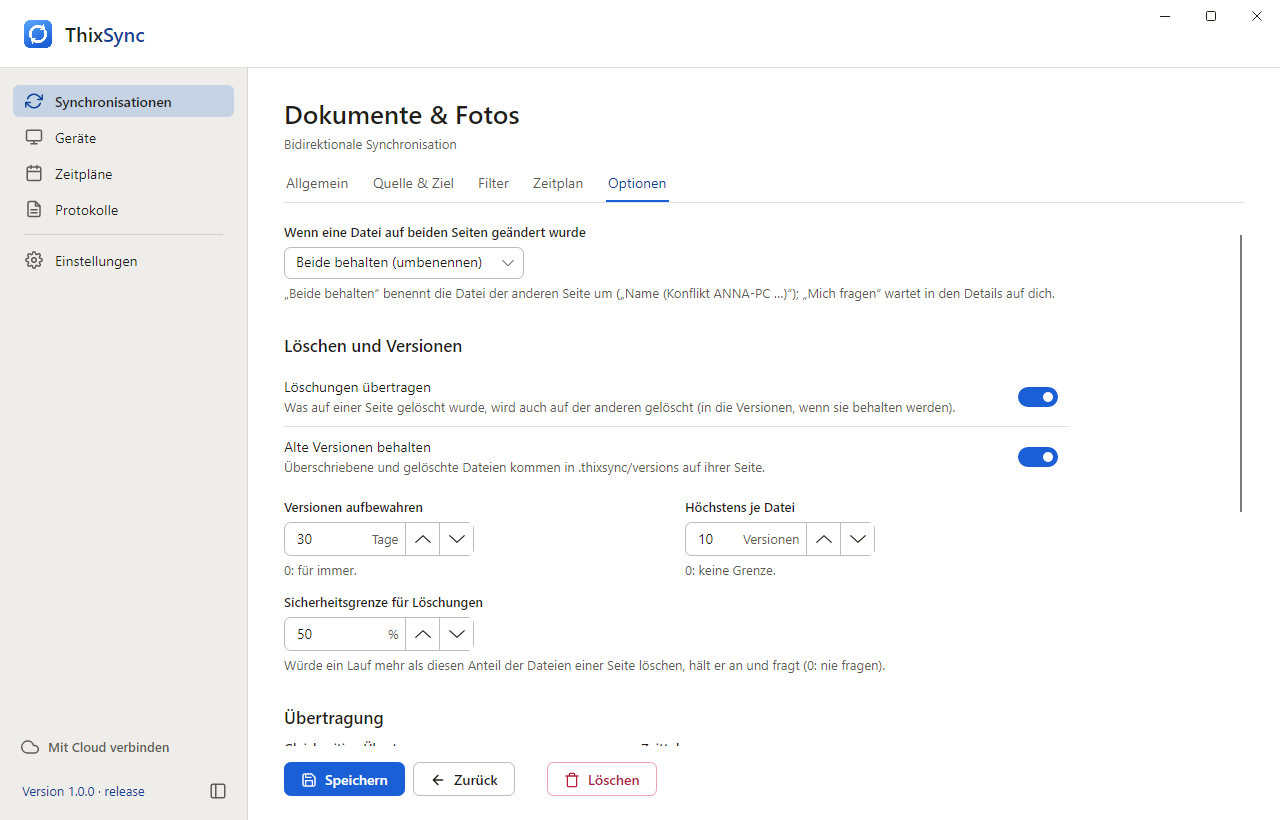 ThixSync
Synchronisationen
Geräte
Zeitpläne
Protokolle
Einstellungen
Mit Cloud verbinden
Version 1.0.0 · release
Dokumente & Fotos
Bidirektionale Synchronisation
Allgemein Quelle & Ziel Filter Zeitplan Optionen
Wenn eine Datei auf beiden Seiten geändert wurde
Beide behalten (umbenennen)
„Beide behalten“ benennt die Datei der anderen Seite um („Name (Konflikt ANNA-PC …)“); „Mich fragen“ wartet in den Details auf dich.
Löschen und Versionen
Löschungen übertragen
Was auf einer Seite gelöscht wurde, wird auch auf der anderen gelöscht (in die Versionen, wenn sie behalten werden).
Alte Versionen behalten
Überschriebene und gelöschte Dateien kommen in .thixsync/versions auf ihrer Seite.
Versionen aufbewahren Höchstens je Datei
30 Tage 10 Versionen
0: für immer. 0: keine Grenze.
Sicherheitsgrenze für Löschungen
50 %
Würde ein Lauf mehr als diesen Anteil der Dateien einer Seite löschen, hält er an und fragt (0: nie fragen).
Übertragung
Speichern Zurück Löschen